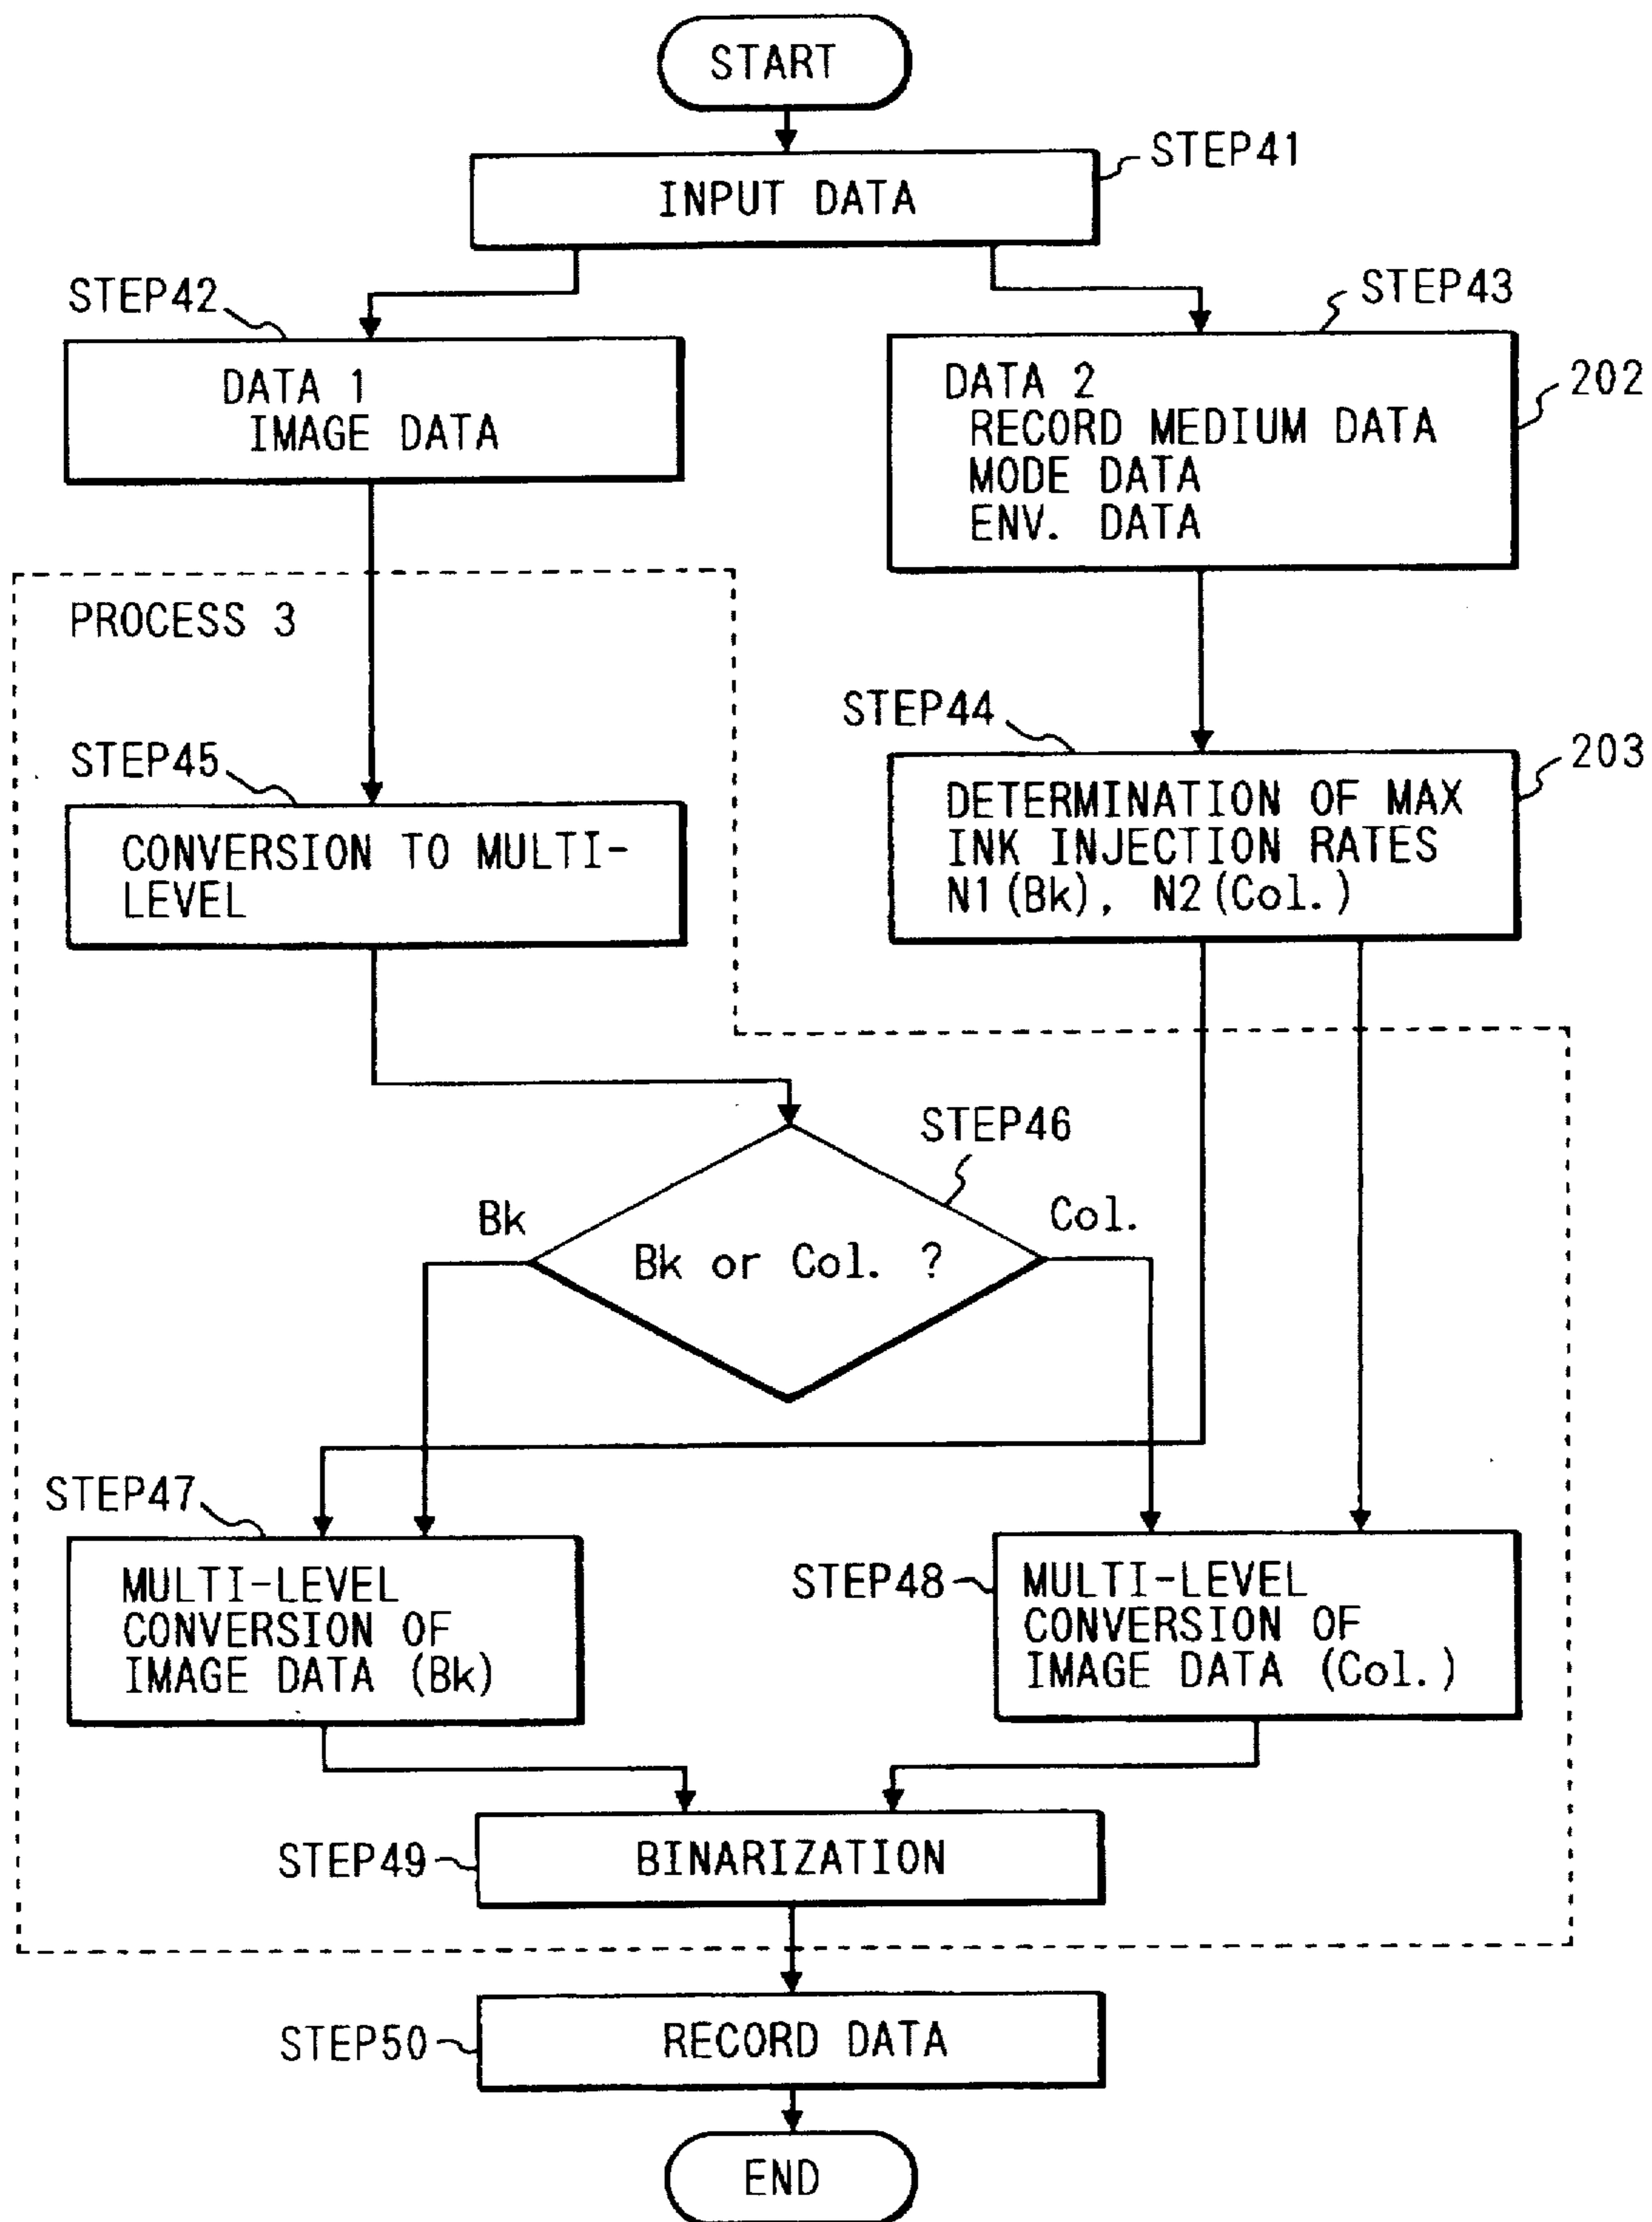 START
STEP41
INPUT DATA
STEP42
STEP43
DATA 1
IMAGE DATA
202
DATA 2
RECORD MEDIUM DATA
MODE DATA
ENV. DATA
PROCESS 3
STEP44
203
STEP45
DETERMINATION OF MAX
INK INJECTION RATES
N1(Bk), N2(Col.)
CONVERSION TO MULTI-
LEVEL
STEP46
Bk
Col.
Bk or Col. ?
STEP47
MULTI-LEVEL
CONVERSION OF
IMAGE DATA (Bk)
STEP48
MULTI-LEVEL
CONVERSION OF
IMAGE DATA (Col.)
STEP49
BINARIZATION
STEP50
RECORD DATA
END